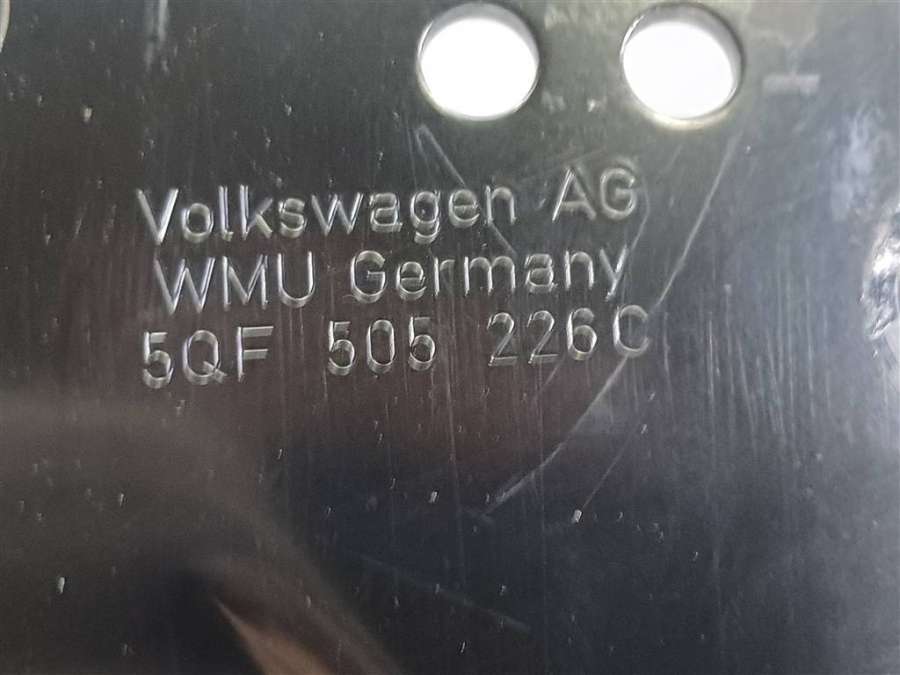 Volkswagen AG
WMU Germany
5QF 505 226C